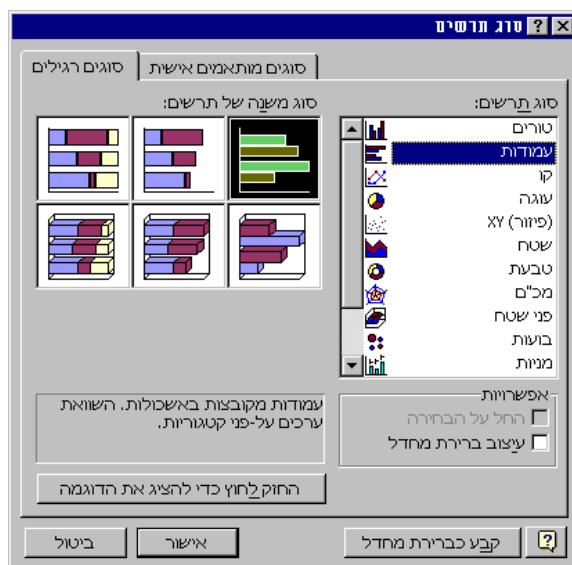 סוג תרשים
סוגים רגילים
סוגים מותאמים אישית
סוג תרשים:
טורים
עמודות
קו
עוגה
XY (פיזור)
שטח
טבעת
מכ"ם
פני שטח
בועות
מניות
סוג משנה של תרשים:
אפשרויות
החל על הבחירה
עיצוב ברירת מחדל
עמודות מקובצות באשכולות. השוואת
ערכים על-פני קטגוריות.
החזק לחוץ כדי להציג את הדוגמה
קבע כברירת מחדל
אישור
ביטול